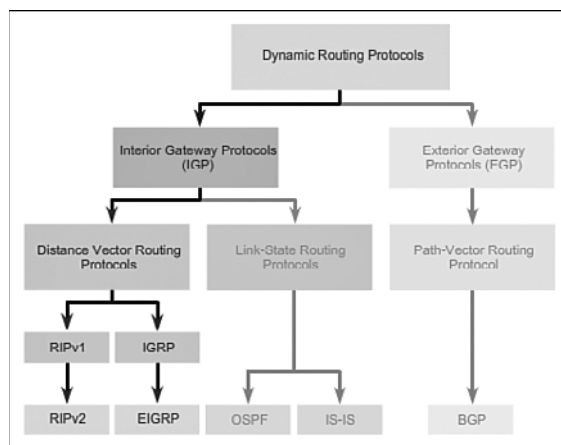 Dynamic Routing Protocols
Interior Gateway Protocols
(IGP)
Exterior Gateway
Protocols (EGP)
Distance Vector Routing
Protocols
Link-State Routing
Protocols
Path-Vector Routing
Protocol
RIPv1
IGRP
RIPv2
EIGRP
OSPF
IS-IS
BGP